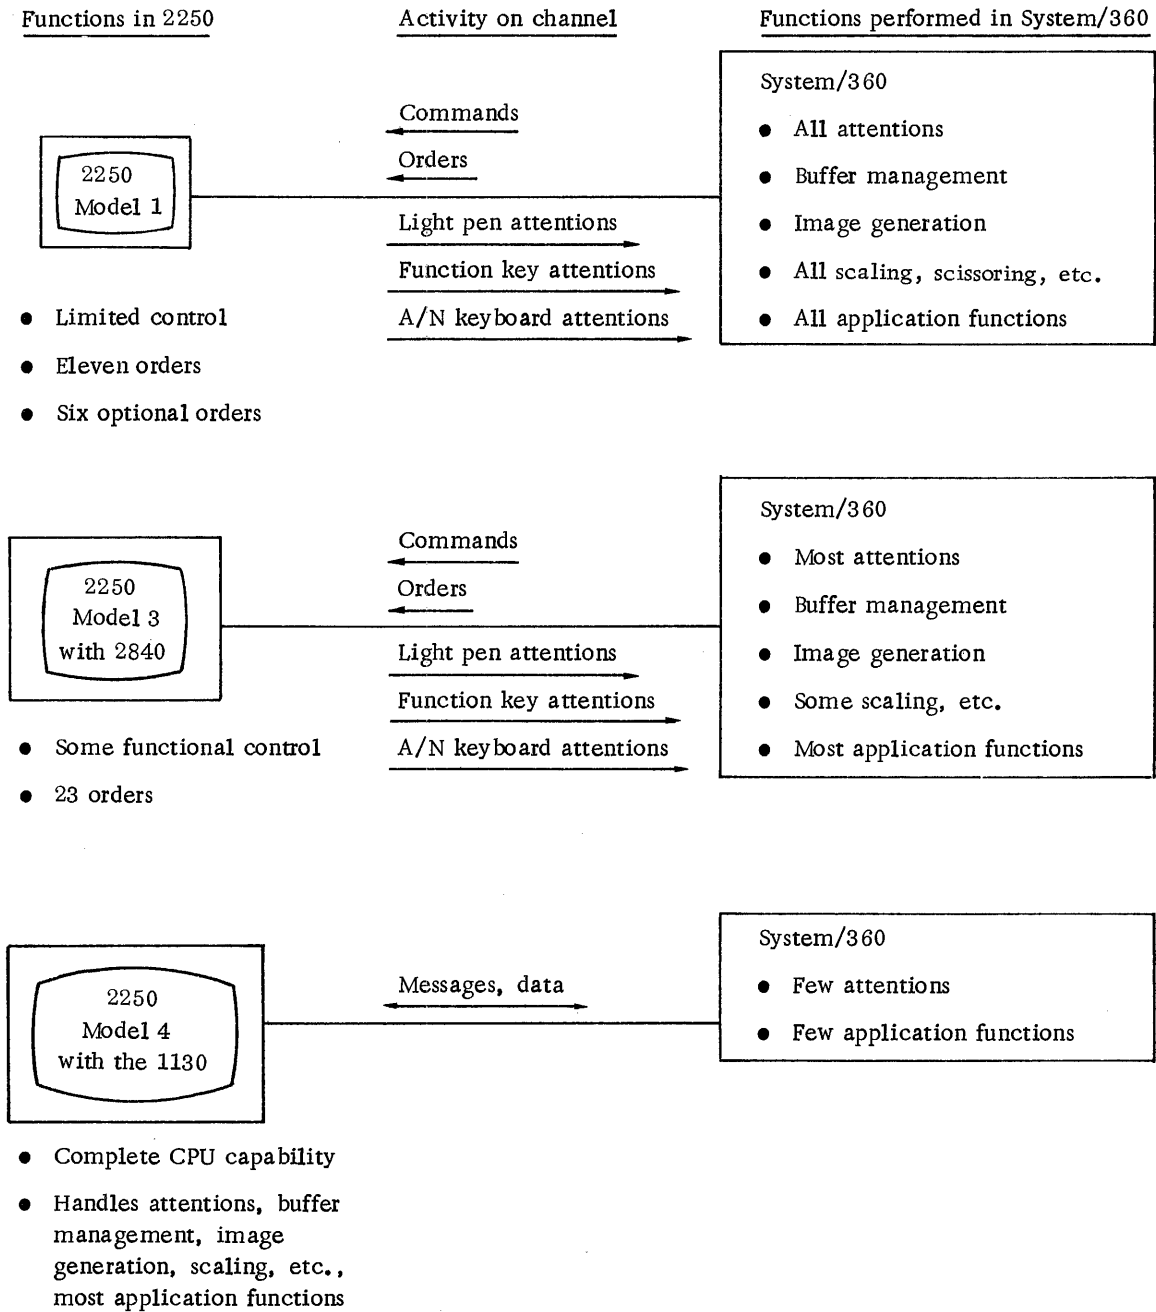 Functions in 2250
Activity on channel
Functions performed in System/360
2250
Model 1
• Limited control
• Eleven orders
• Six optional orders
Commands
Orders
Light pen attentions
Function key attentions
A/N keyboard attentions
System/360
• All attentions
• Buffer management
• Image generation
• All scaling, scissoring, etc.
• All application functions
2250
Model 3
with 2840
• Some functional control
• 23 orders
Commands
Orders
Light pen attentions
Function key attentions
A/N keyboard attentions
System/360
• Most attentions
• Buffer management
• Image generation
• Some scaling, etc.
• Most application functions
2250
Model 4
with the 1130
• Complete CPU capability
• Handles attentions, buffer
management, image
generation, scaling, etc.,
most application functions
Messages, data
System/360
• Few attentions
• Few application functions